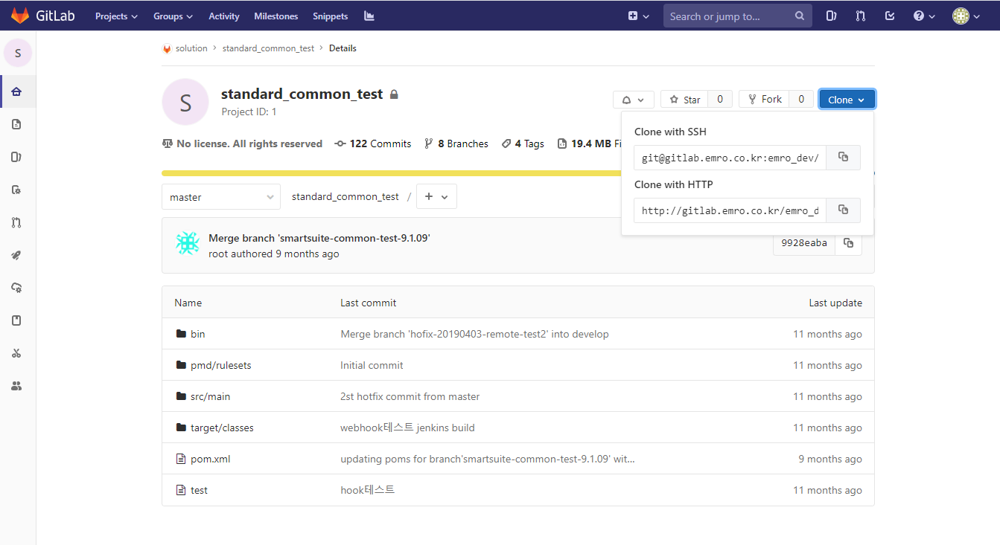 GitLab Projects Groups Activity Milestones Snippets Search or jump to...
S
solution > standard_common_test > Details
S
standard_common_test
Project ID: 1
Star 0 Fork 0 Clone
No license. All rights reserved 122 Commits 8 Branches 4 Tags 19.4 MB Fi
Clone with SSH
git@gitlab.emro.co.kr:emro_dev/
Clone with HTTP
http://gitlab.emro.co.kr/emro_d
master standard_common_test / +
Merge branch 'smartsuite-common-test-9.1.09'
root authored 9 months ago
9928eaba
Name Last commit Last update
bin Merge branch 'hofix-20190403-remote-test2' into develop 11 months ago
pmd/rulesets Initial commit 11 months ago
src/main 2st hotfix commit from master 11 months ago
target/classes webhook테스트 jenkins build 11 months ago
pom.xml updating poms for branch'smartsuite-common-test-9.1.09' wit... 9 months ago
test hook테스트 11 months ago